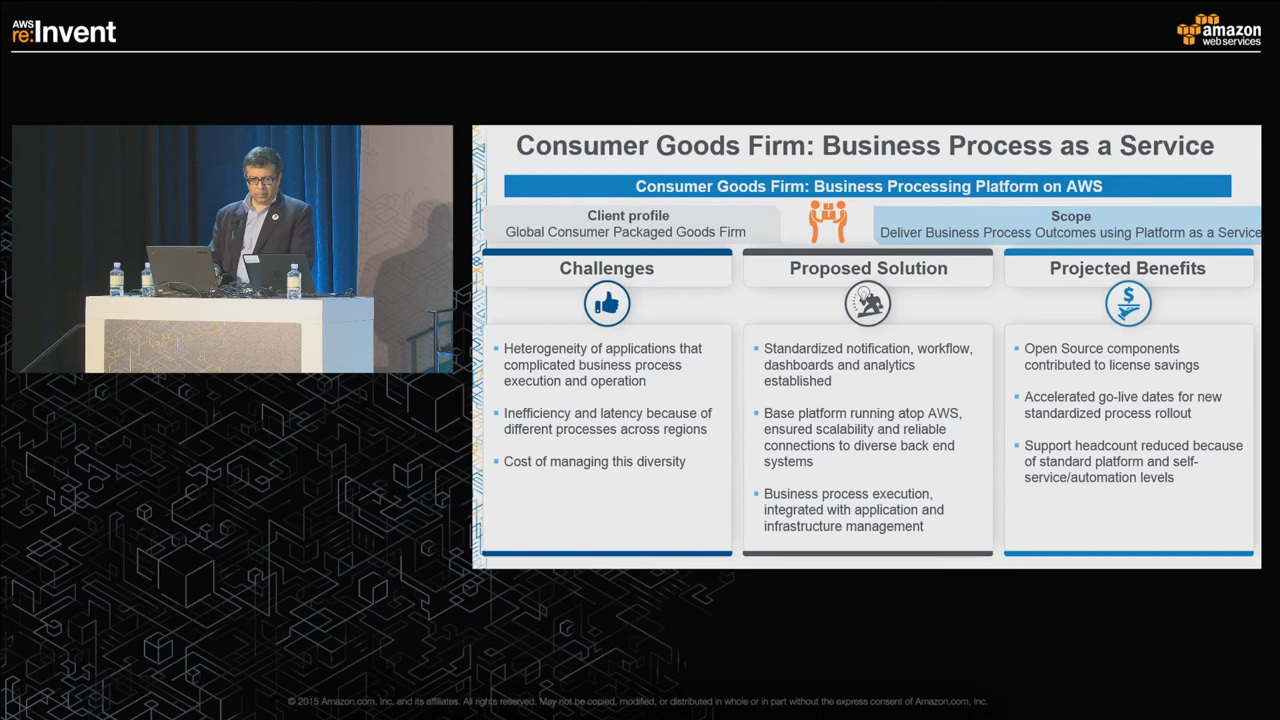 AWS
re:Invent
amazon
web services
Consumer Goods Firm: Business Process as a Service
Consumer Goods Firm: Business Processing Platform on AWS
Client profile
Global Consumer Packaged Goods Firm
Scope
Deliver Business Process Outcomes using Platform as a Service
Challenges
Heterogeneity of applications that
complicated business process
execution and operation
Inefficiency and latency because of
different processes across regions
Cost of managing this diversity
Proposed Solution
Standardized notification, workflow,
dashboards and analytics
established
Base platform running atop AWS,
ensured scalability and reliable
connections to diverse back end
systems
Business process execution,
integrated with application and
infrastructure management
Projected Benefits
$
Open Source components
contributed to license savings
Accelerated go-live dates for new
standardized process rollout
Support headcount reduced because
of standard platform and self-
service/automation levels
© 2015 Amazon.com, Inc. and its affiliates. All rights reserved. May not be copied, modified, or distributed in whole or in part without the express consent of Amazon.com, Inc.